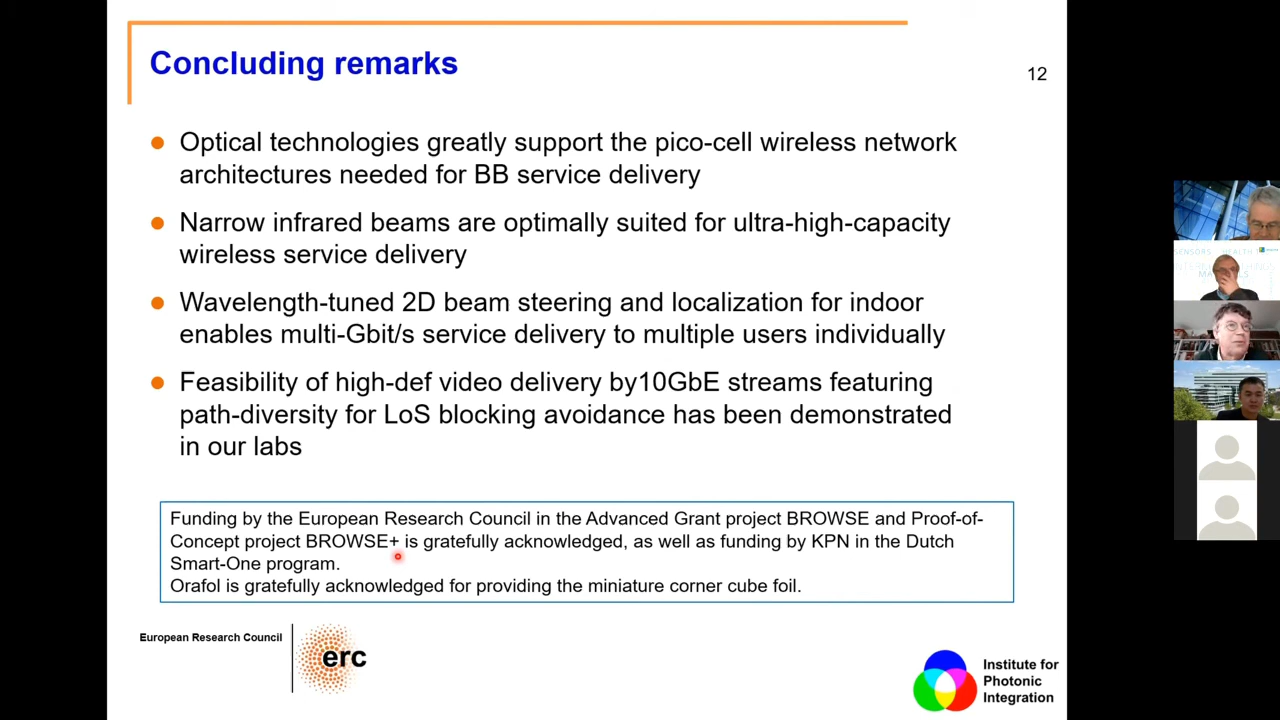 Concluding remarks
12
Optical technologies greatly support the pico-cell wireless network
architectures needed for BB service delivery
Narrow infrared beams are optimally suited for ultra-high-capacity
wireless service delivery
Wavelength-tuned 2D beam steering and localization for indoor
enables multi-Gbit/s service delivery to multiple users individually
Feasibility of high-def video delivery by10GbE streams featuring
path-diversity for LoS blocking avoidance has been demonstrated
in our labs
Funding by the European Research Council in the Advanced Grant project BROWSE and Proof-of-
Concept project BROWSE+ is gratefully acknowledged, as well as funding by KPN in the Dutch
Smart-One program.
Orafol is gratefully acknowledged for providing the miniature corner cube foil.
European Research Council
erc
Institute for
Photonic
Integration
SENSORS HEALTH